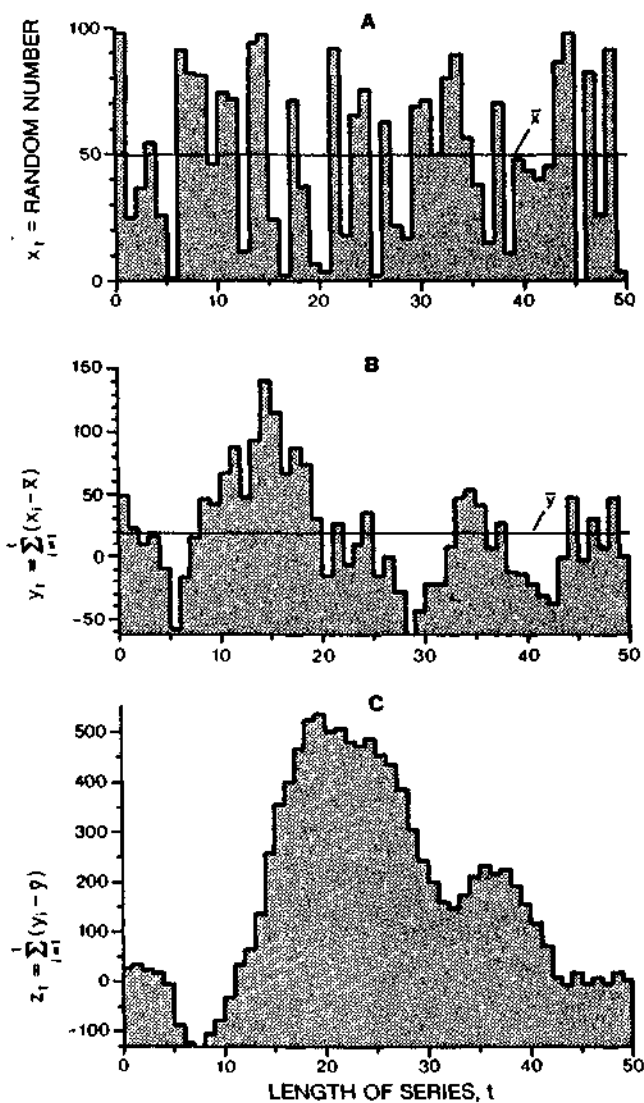 A
x_t = RANDOM NUMBER
100
50
0
x̄
0 10 20 30 40 50
B
y_t = Σ_{i=1}^{t} (x_i − x̄)
150
100
50
0
-50
ȳ
0 10 20 30 40 50
C
z_t = Σ_{i=1}^{t} (y_i − ȳ)
500
400
300
200
100
0
-100
0 10 20 30 40 50
LENGTH OF SERIES, t